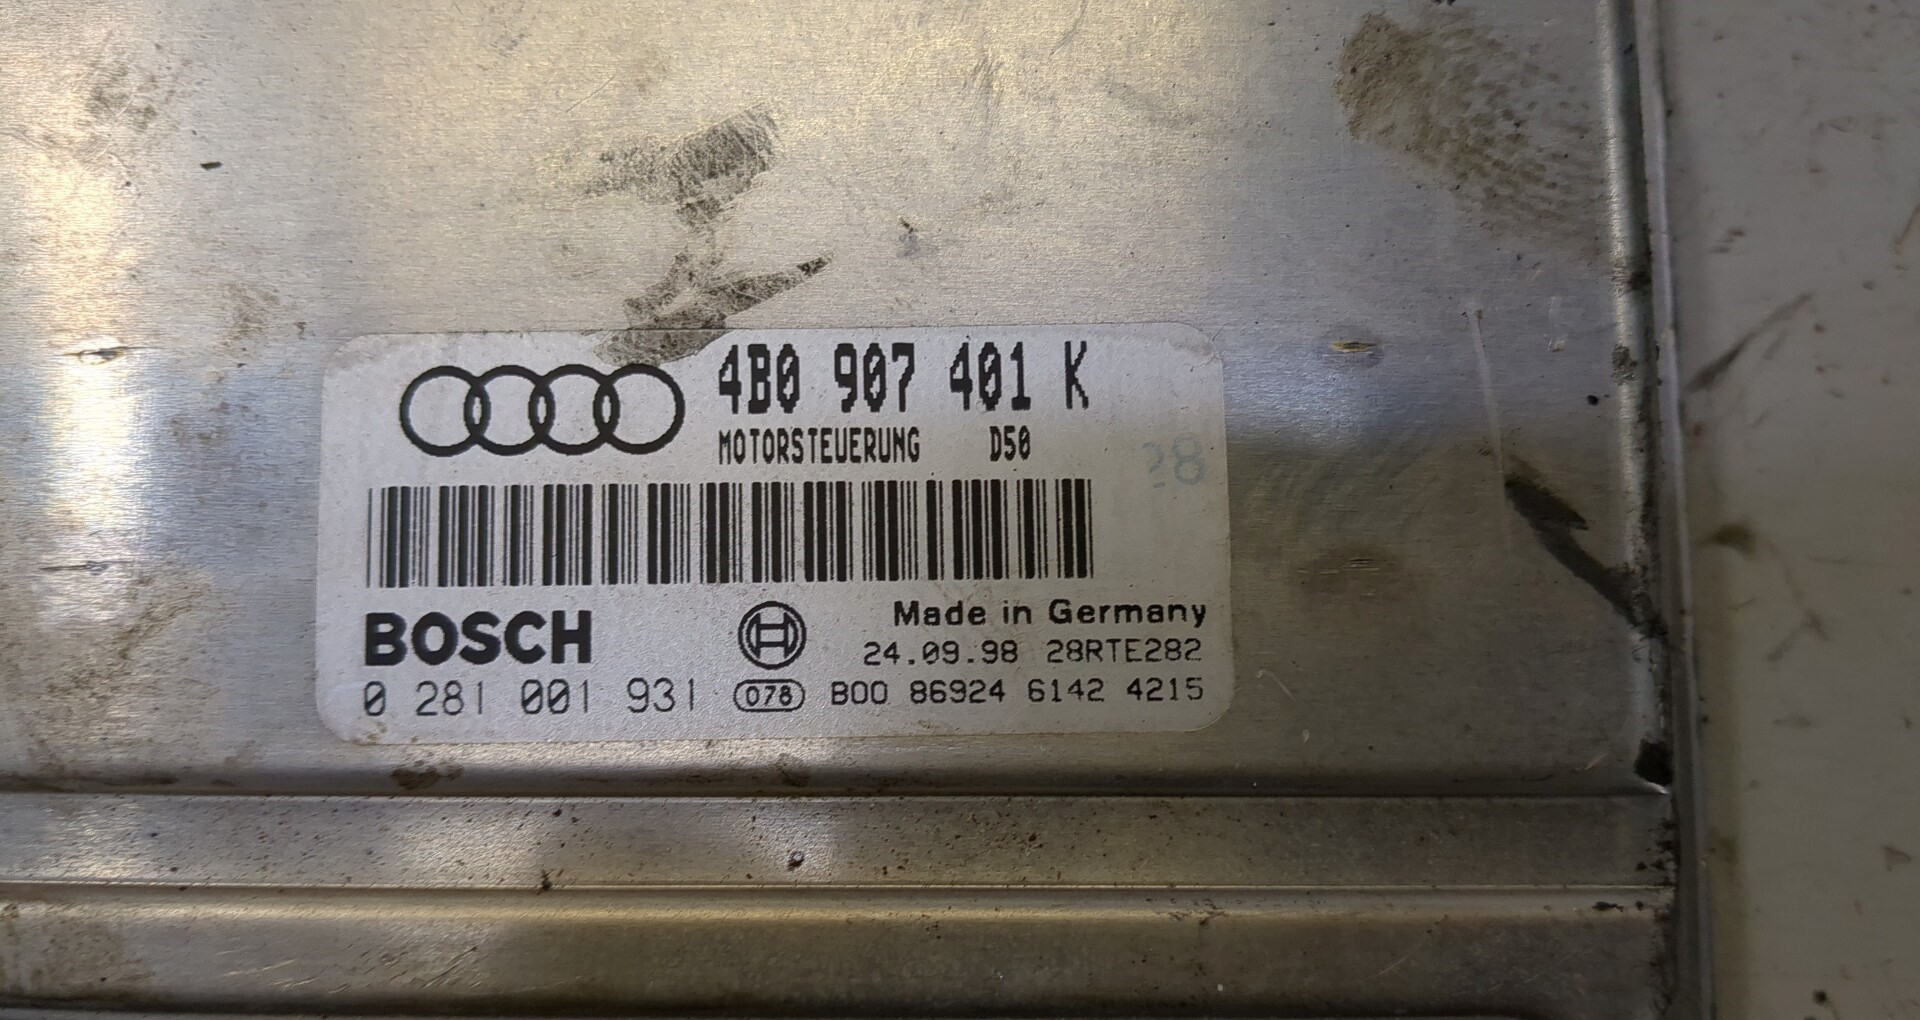 4B0 907 401 K
MOTORSTEUERUNG D50
28
BOSCH
Made in Germany
24.09.98 28RTE282
0 281 001 931 078 B00 86924 6142 4215